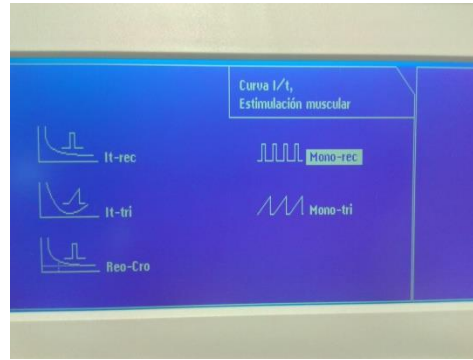 Curva I/t,
Estimulación muscular
It-rec
Mono-rec
It-tri
Mono-tri
Reo-Cro